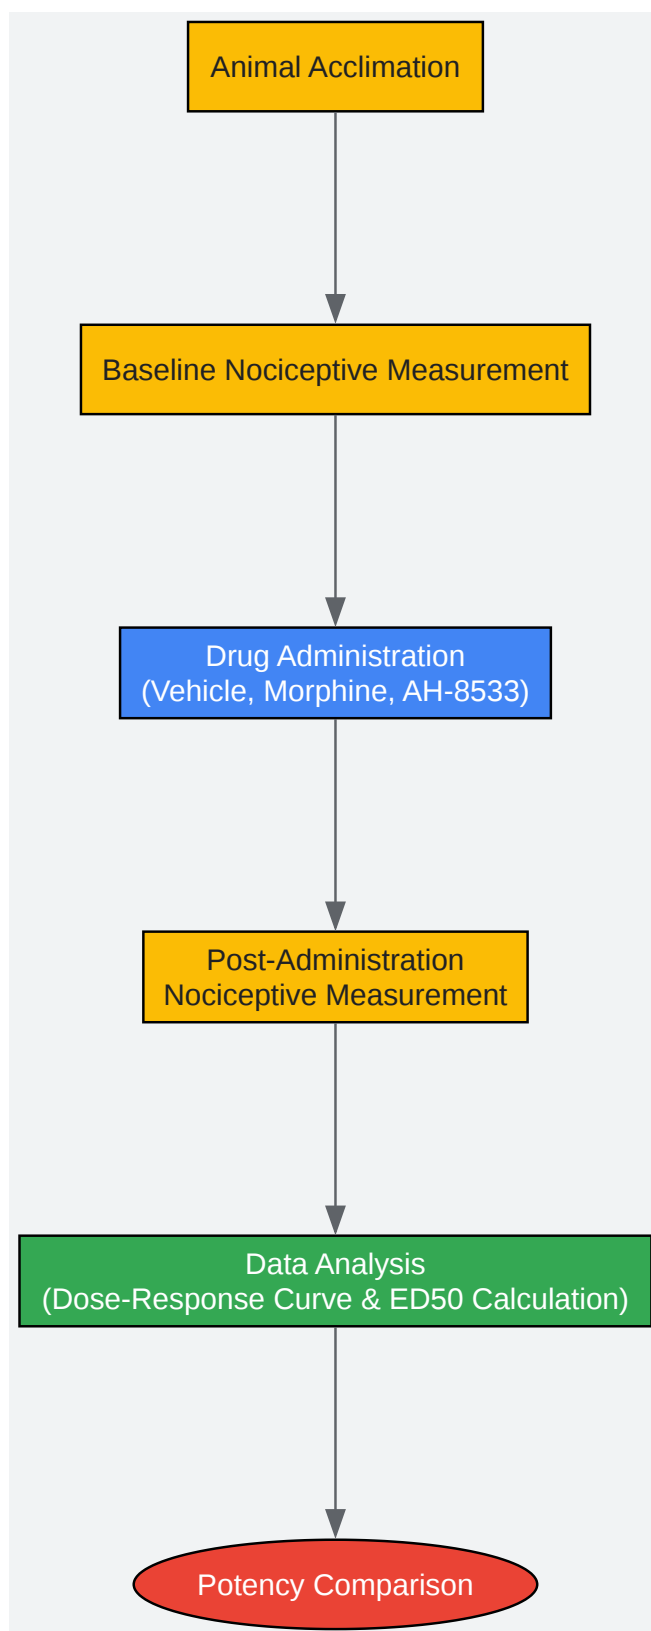 Animal Acclimation
Baseline Nociceptive Measurement
Drug Administration
(Vehicle, Morphine, AH-8533)
Post-Administration
Nociceptive Measurement
Data Analysis
(Dose-Response Curve & ED50 Calculation)
Potency Comparison